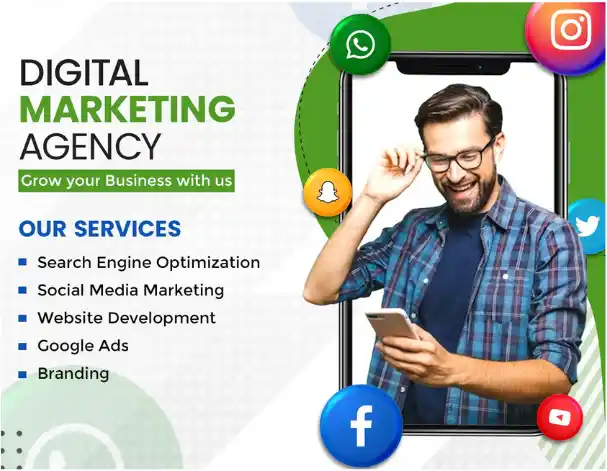 DIGITAL
MARKETING
AGENCY
Grow your Business with us
OUR SERVICES
Search Engine Optimization
Social Media Marketing
Website Development
Google Ads
Branding